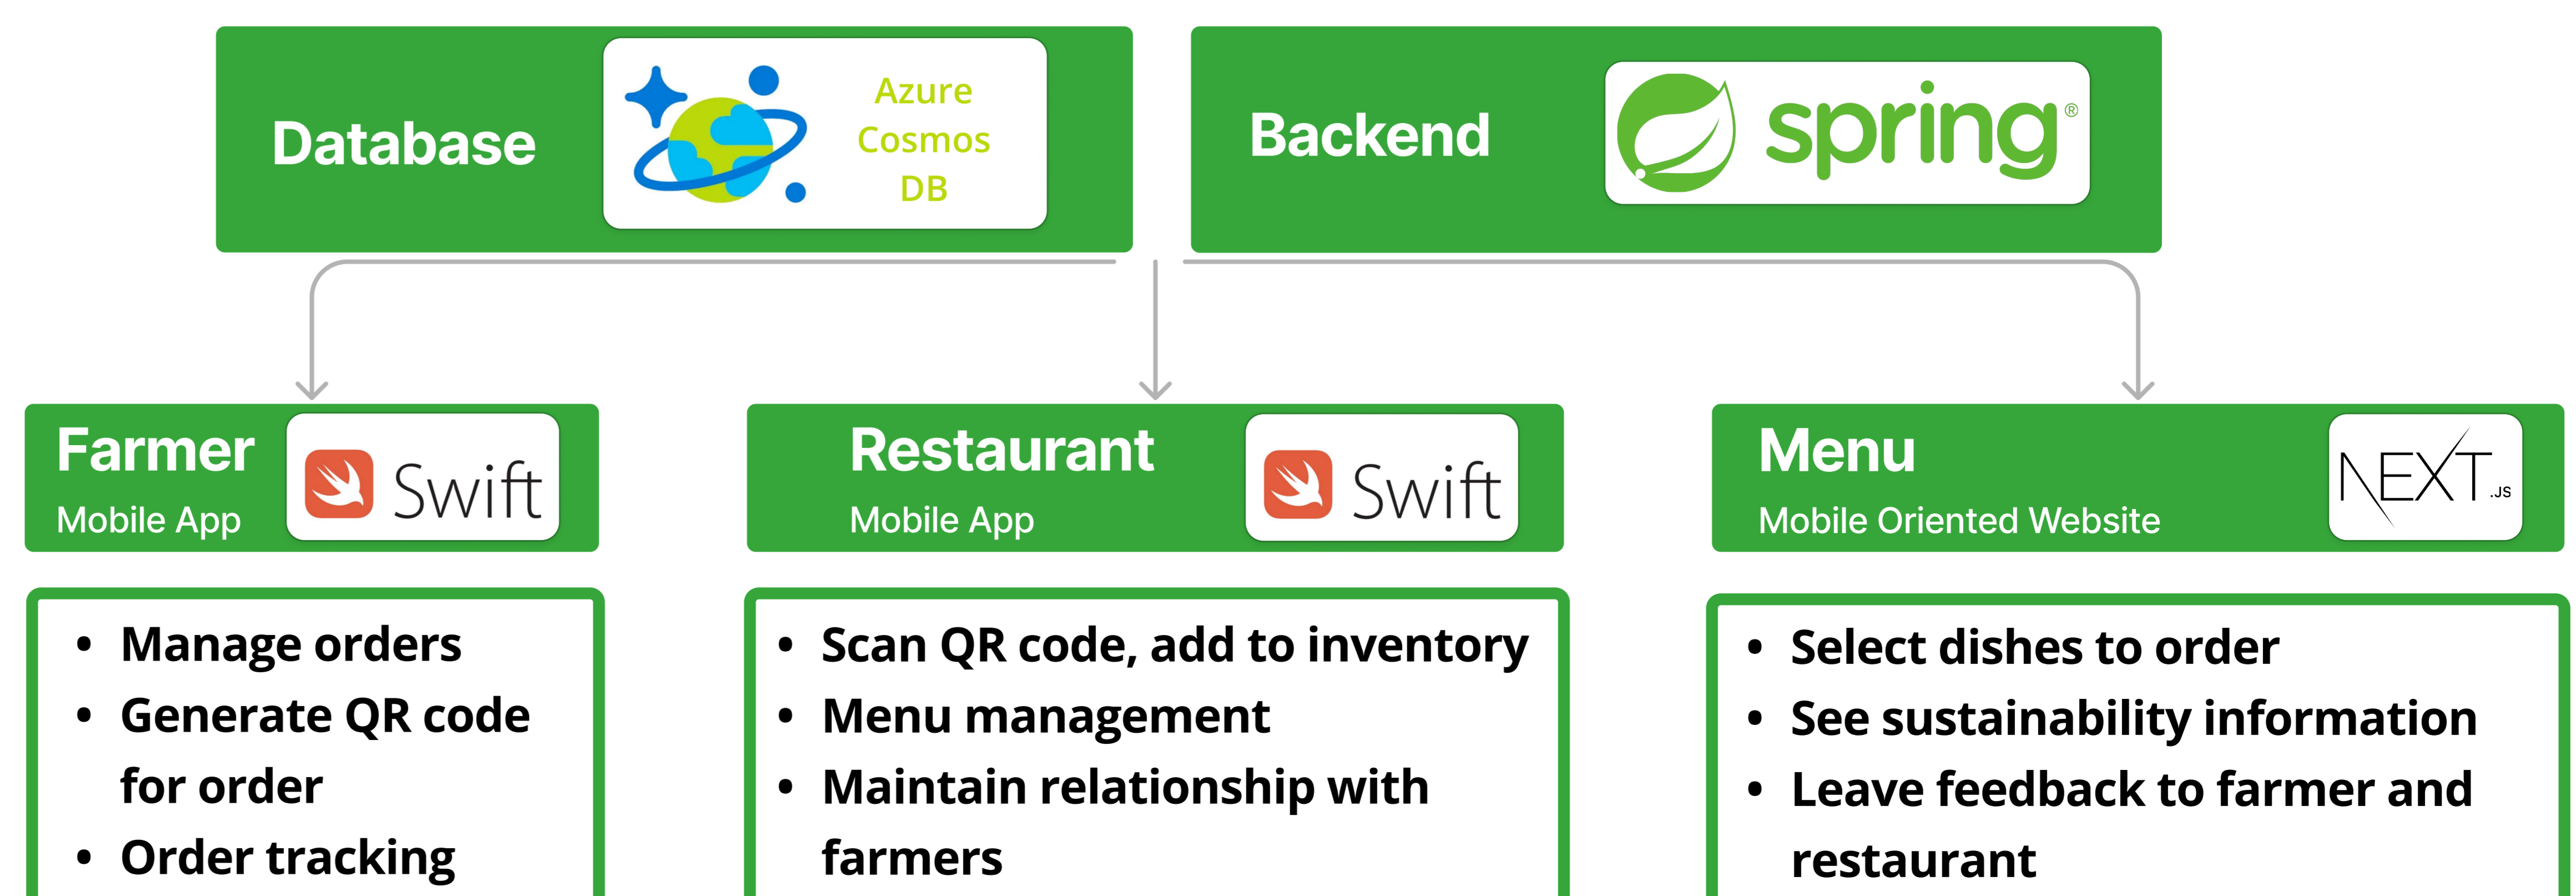 Database
Azure
Cosmos
DB
Backend
spring®
Farmer
Mobile App
Swift
Restaurant
Mobile App
Swift
Menu
Mobile Oriented Website
NEXT.JS
• Manage orders
• Generate QR code
for order
• Order tracking
• Scan QR code, add to inventory
• Menu management
• Maintain relationship with
farmers
• Select dishes to order
• See sustainability information
• Leave feedback to farmer and
restaurant